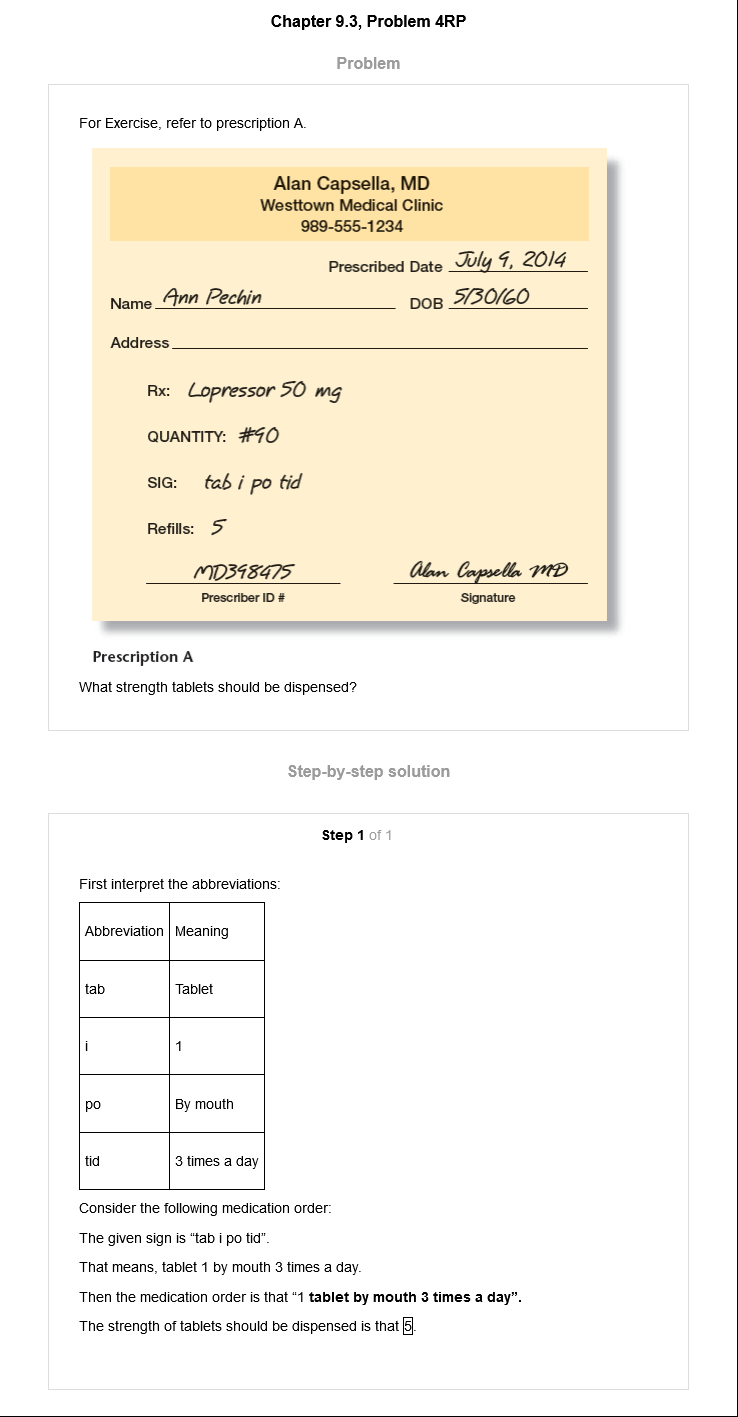 Chapter 9.3, Problem 4RP
Problem
For Exercise, refer to prescription A.
Alan Capsella, MD
Westtown Medical Clinic
989-555-1234
Prescribed Date July 9, 2014
Name Ann Pechin DOB 5/30/60
Address
Rx: Lopressor 50 mg
QUANTITY: #90
SIG: tab i po tid
Refills: 5
MD398475 Alan Capsella MD
Prescriber ID # Signature
Prescription A
What strength tablets should be dispensed?
Step-by-step solution
Step 1 of 1
First interpret the abbreviations:
Abbreviation Meaning
tab Tablet
i 1
po By mouth
tid 3 times a day
Consider the following medication order:
The given sign is “tab i po tid”.
That means, tablet 1 by mouth 3 times a day.
Then the medication order is that “1 tablet by mouth 3 times a day”.
The strength of tablets should be dispensed is that 5.